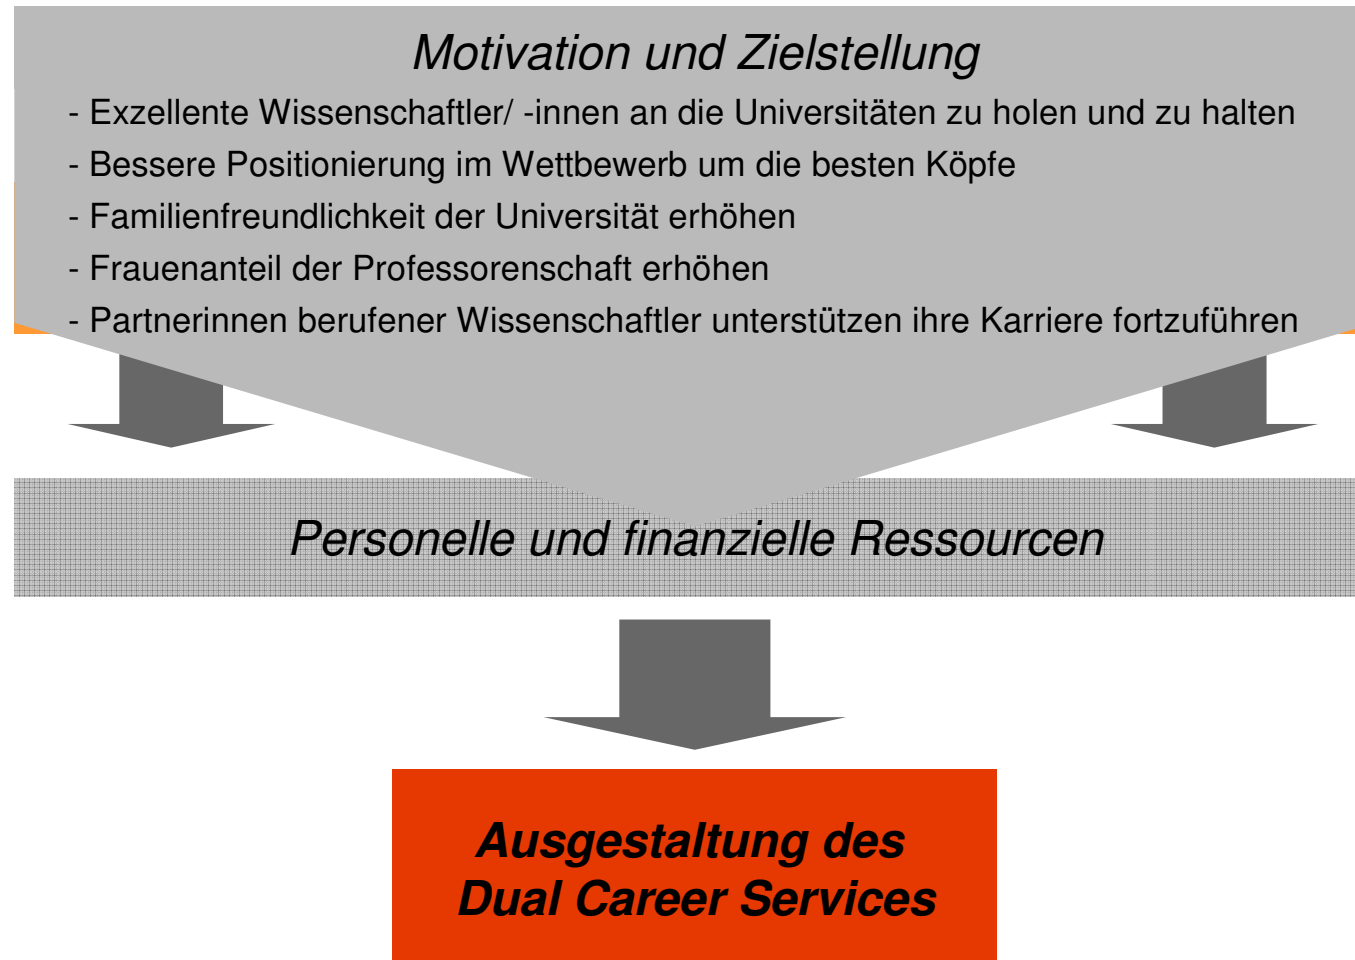 Motivation und Zielstellung
- Exzellente Wissenschaftler/ -innen an die Universitäten zu holen und zu halten
- Bessere Positionierung im Wettbewerb um die besten Köpfe
- Familienfreundlichkeit der Universität erhöhen
- Frauenanteil der Professorenschaft erhöhen
- Partnerinnen berufener Wissenschaftler unterstützen ihre Karriere fortzuführen
Personelle und finanzielle Ressourcen
Ausgestaltung des
Dual Career Services